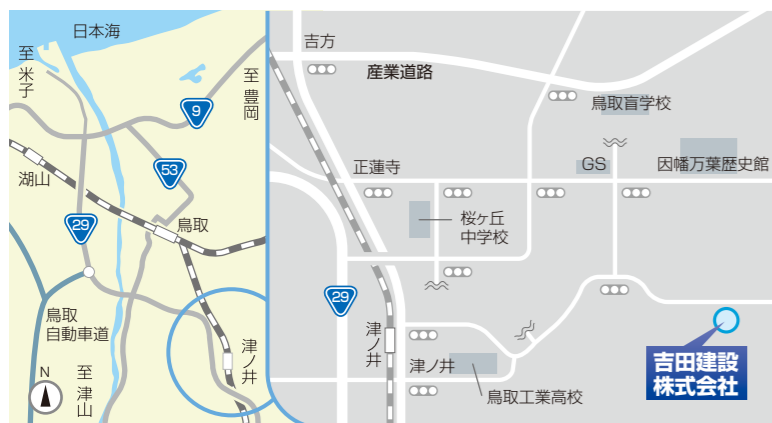 日本海
至米子
9
至豊岡
53
湖山
29
鳥取
鳥取
自動車道
至津山
津ノ井
N
吉方
産業道路
鳥取盲学校
正蓮寺
GS
因幡万葉歴史館
桜ヶ丘
中学校
29
津ノ井
津ノ井
鳥取工業高校
吉田建設
株式会社